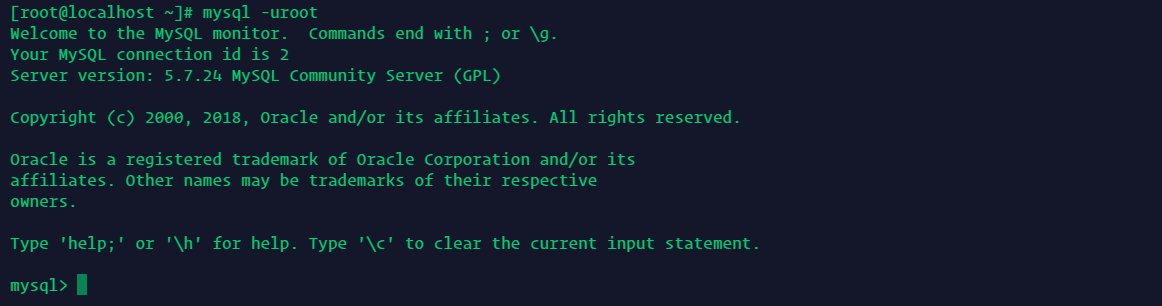 [root@localhost ~]# mysql -uroot
Welcome to the MySQL monitor.  Commands end with ; or \g.
Your MySQL connection id is 2
Server version: 5.7.24 MySQL Community Server (GPL)
Copyright (c) 2000, 2018, Oracle and/or its affiliates. All rights reserved.
Oracle is a registered trademark of Oracle Corporation and/or its
affiliates. Other names may be trademarks of their respective
owners.
Type 'help;' or '\h' for help. Type '\c' to clear the current input statement.
mysql>